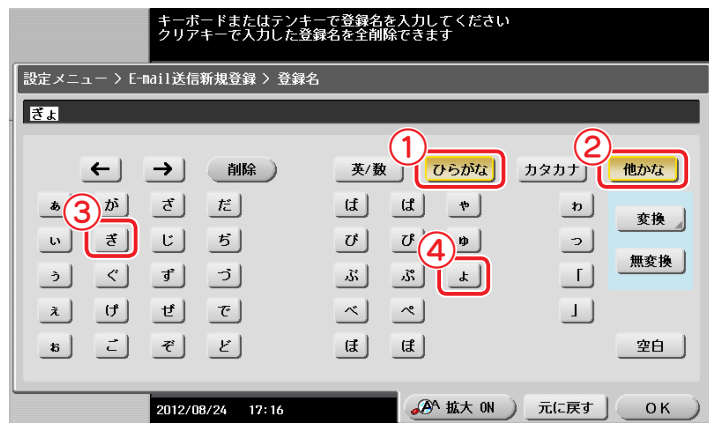 キーボードまたはテンキーで登録名を入力してください
クリアキーで入力した登録名を全削除できます
設定メニュー > E-mail送信新規登録 > 登録名
ぎょ
① ②
← → 削除 英/数 ひらがな カタカナ 他かな
③
ぁ が ざ だ ば ぱ ゃ ゎ 変換
ぃ ぎ じ ぢ び ぴ ゅ っ 無変換
④
ぅ ぐ ず づ ぶ ぷ ょ 「
ぇ げ ぜ で べ ぺ 」
ぉ ご ぞ ど ぼ ぽ 空白
2012/08/24 17:16 拡大 ON 元に戻す OK